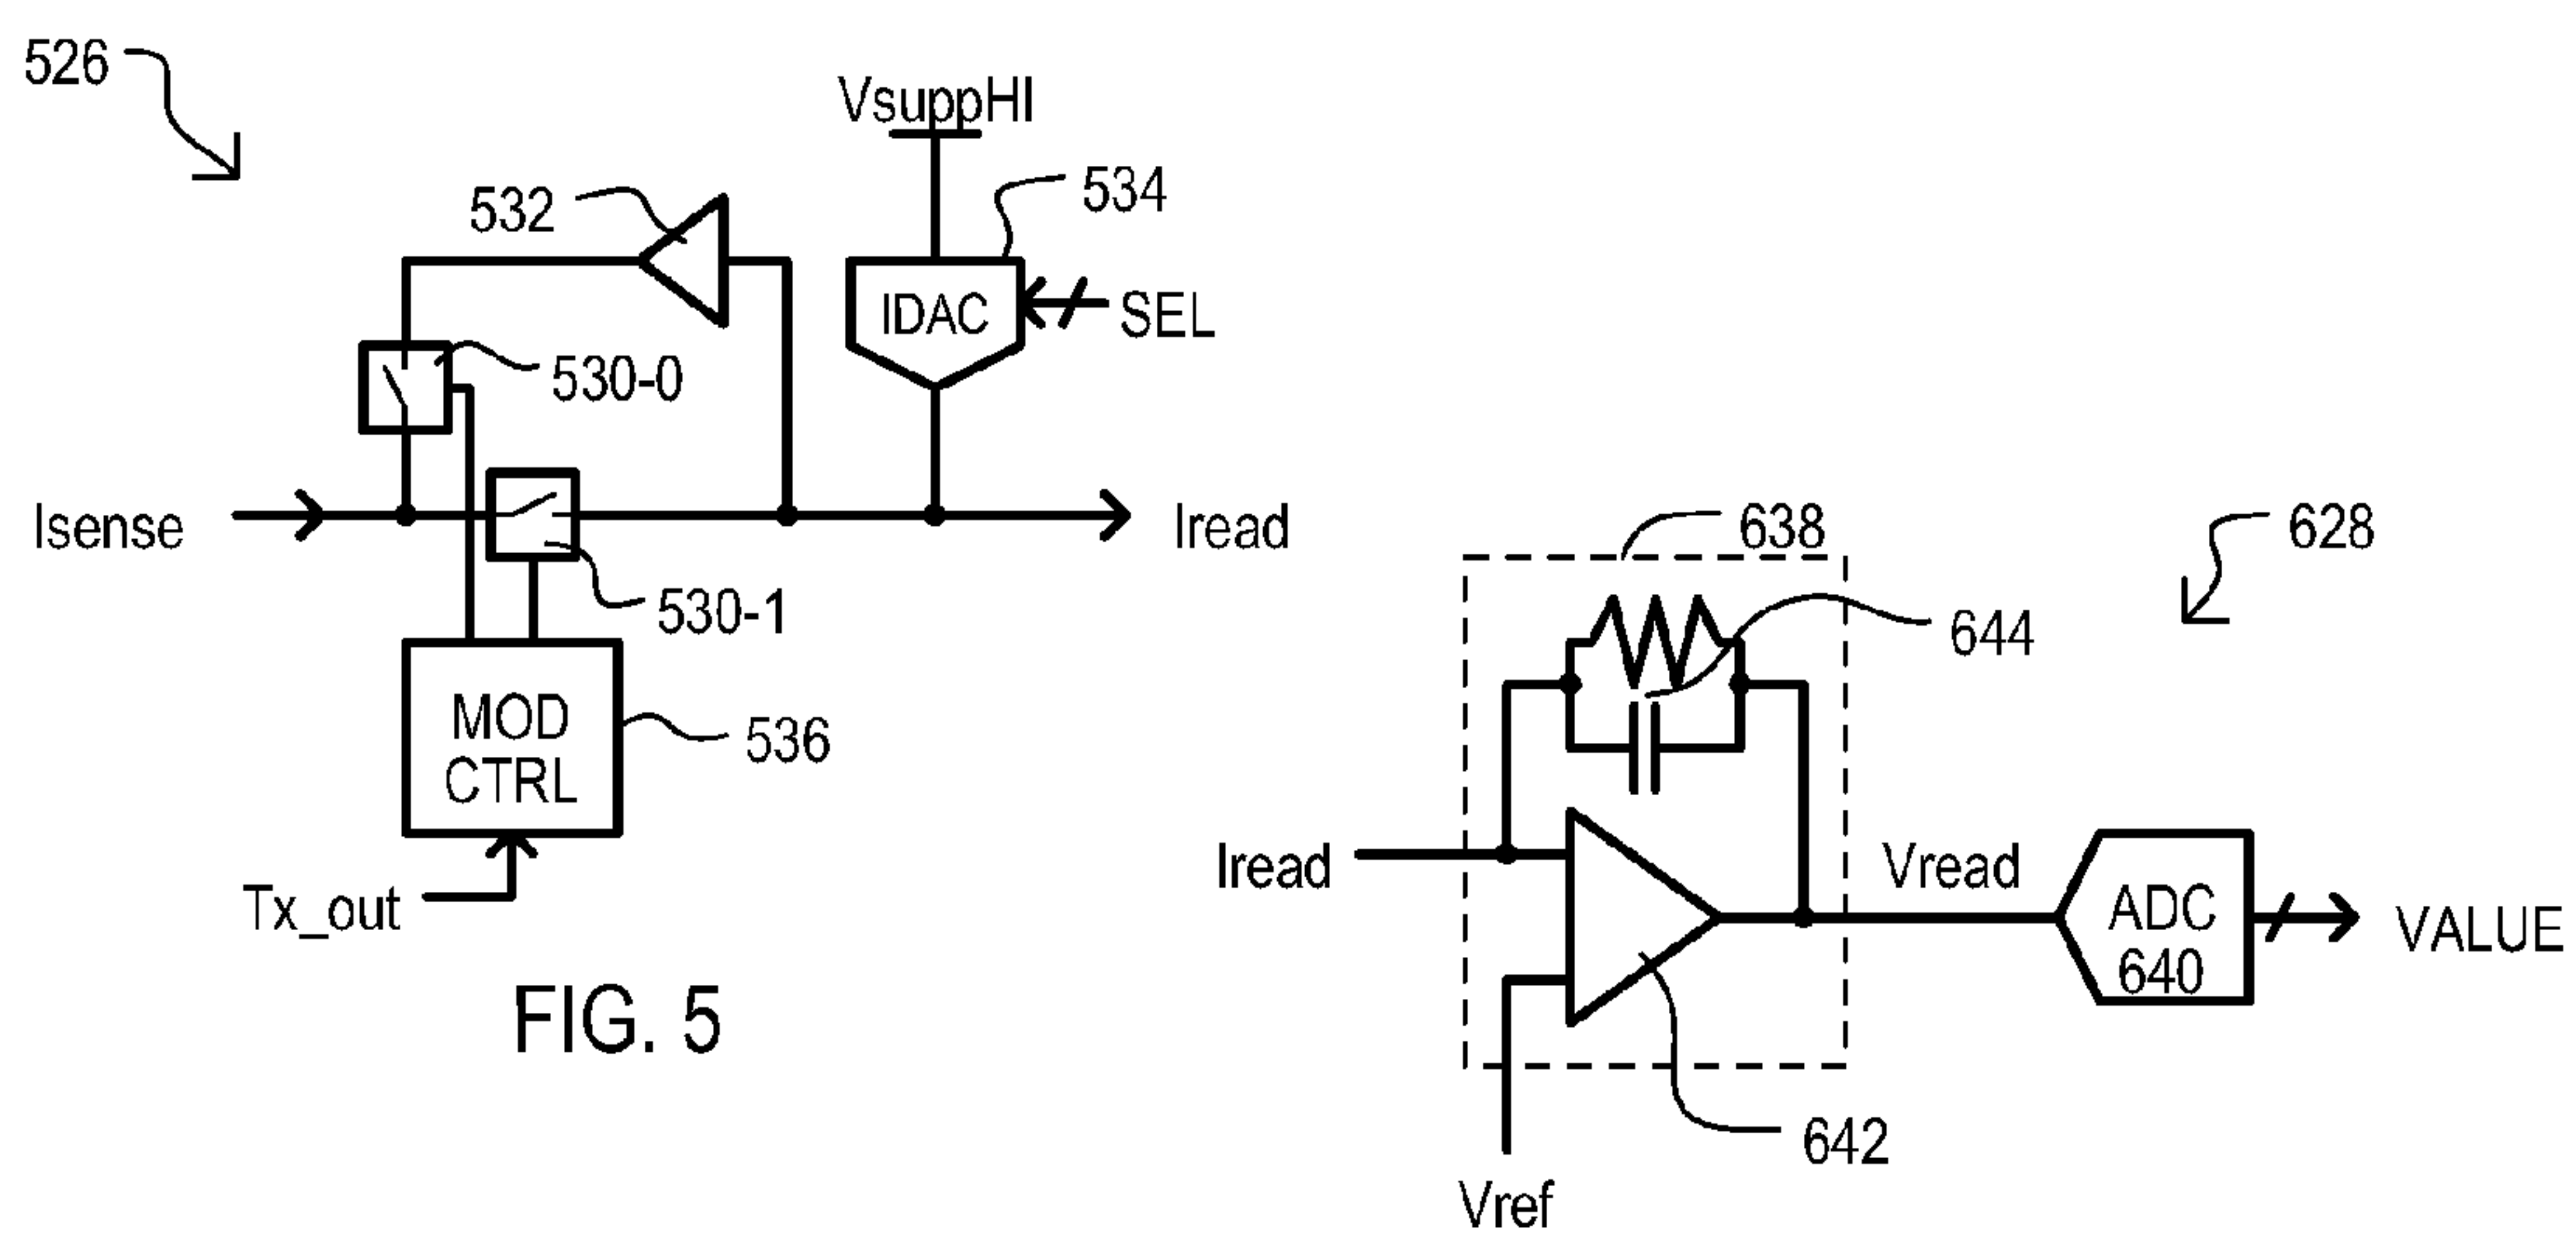 526
VsuppHI
532
534
IDAC
SEL
530-0
Isense
Iread
530-1
MOD
CTRL
536
Tx_out
FIG. 5
638
628
644
Iread
Vread
ADC
640
VALUE
642
Vref